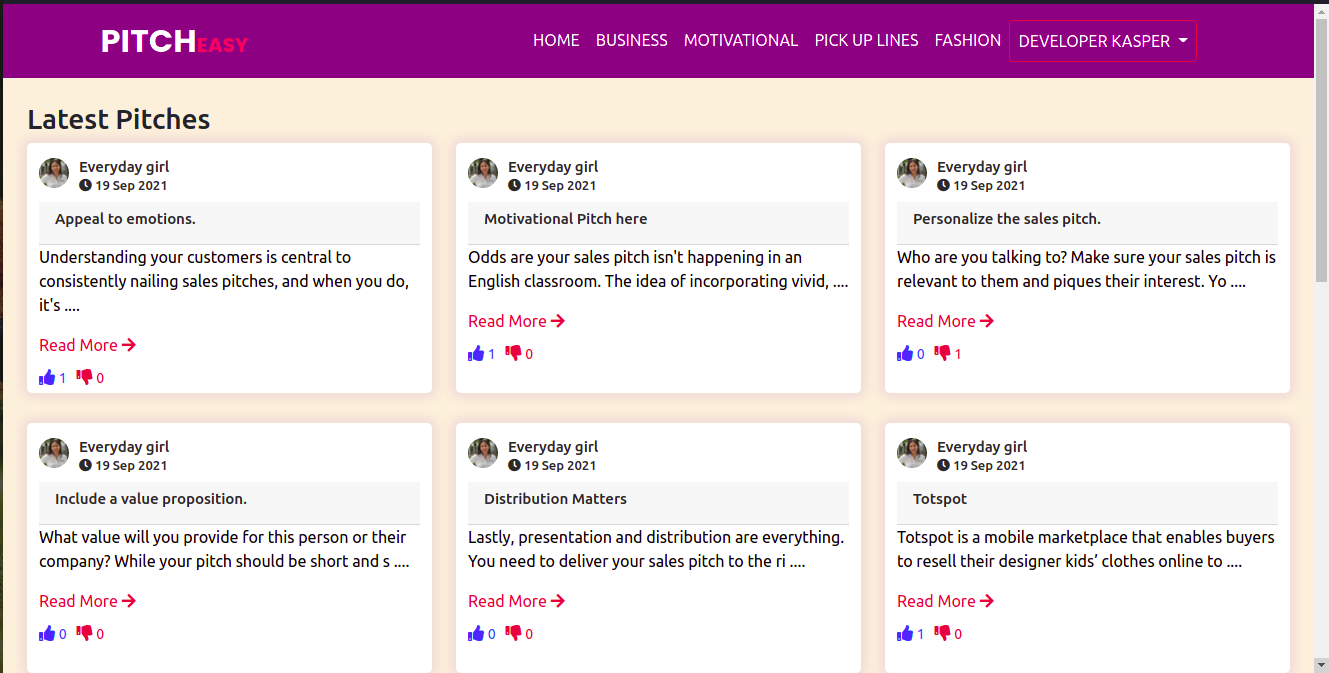 PITCHEASY HOME BUSINESS MOTIVATIONAL PICK UP LINES FASHION DEVELOPER KASPER
Latest Pitches
Everyday girl
19 Sep 2021
Appeal to emotions.
Understanding your customers is central to
consistently nailing sales pitches, and when you do,
it's ....
Read More
1 0
Everyday girl
19 Sep 2021
Motivational Pitch here
Odds are your sales pitch isn't happening in an
English classroom. The idea of incorporating vivid, ....
Read More
1 0
Everyday girl
19 Sep 2021
Personalize the sales pitch.
Who are you talking to? Make sure your sales pitch is
relevant to them and piques their interest. Yo ....
Read More
0 1
Everyday girl
19 Sep 2021
Include a value proposition.
What value will you provide for this person or their
company? While your pitch should be short and s ....
Read More
0 0
Everyday girl
19 Sep 2021
Distribution Matters
Lastly, presentation and distribution are everything.
You need to deliver your sales pitch to the ri ....
Read More
0 0
Everyday girl
19 Sep 2021
Totspot
Totspot is a mobile marketplace that enables buyers
to resell their designer kids’ clothes online to ....
Read More
1 0